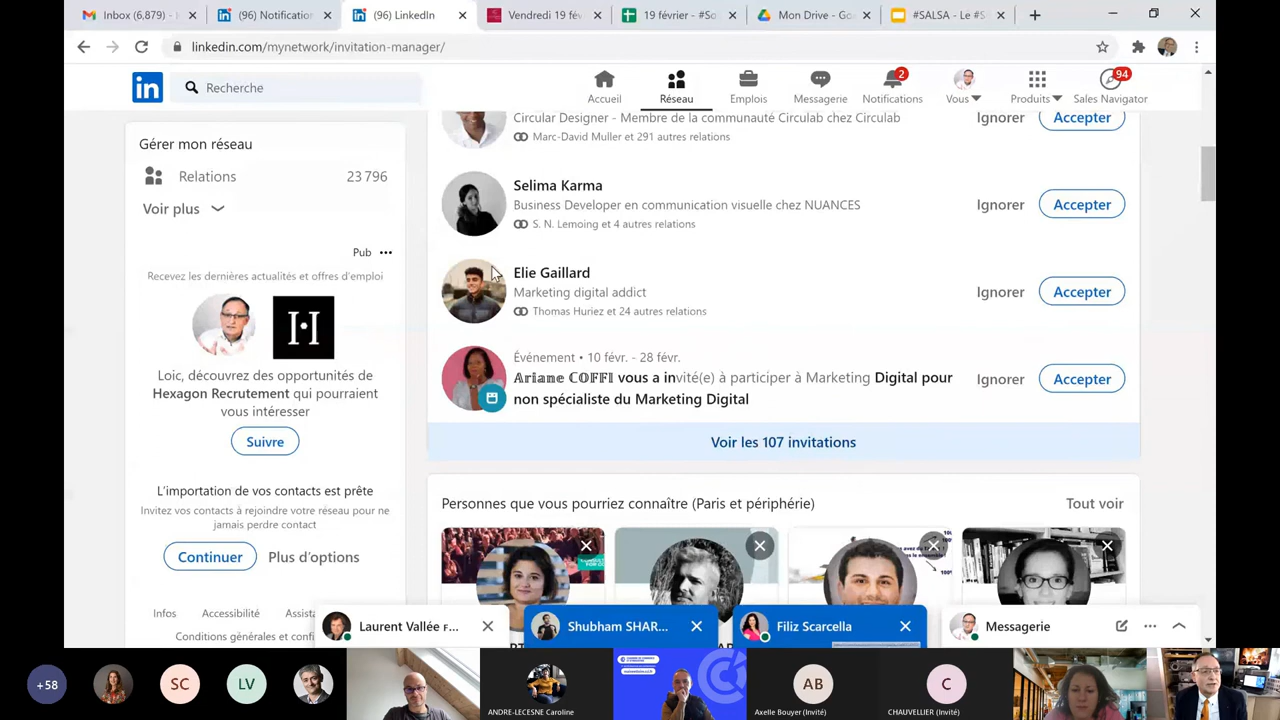 Inbox (6,879) - l
(96) Notification
(96) LinkedIn
Vendredi 19 fév
19 février - #So
Mon Drive - Goo
#SALSA - Le #S
linkedin.com/mynetwork/invitation-manager/
in
Recherche
Accueil
Réseau
Emplois
Messagerie
2
Notifications
Vous
Produits
94
Sales Navigator
Gérer mon réseau
Relations 23 796
Voir plus
Pub •••
Recevez les dernières actualités et offres d'emploi
H
Loic, découvrez des opportunités de
Hexagon Recrutement qui pourraient
vous intéresser
Suivre
L'importation de vos contacts est prête
Invitez vos contacts à rejoindre votre réseau pour ne
jamais perdre contact
Continuer Plus d'options
Infos Accessibilité Assista
Conditions générales et confi
Circular Designer - Membre de la communauté Circulab chez Circulab
Marc-David Muller et 291 autres relations
Ignorer Accepter
Selima Karma
Business Developer en communication visuelle chez NUANCES
S. N. Lemoing et 4 autres relations
Ignorer Accepter
Elie Gaillard
Marketing digital addict
Thomas Huriez et 24 autres relations
Ignorer Accepter
Événement • 10 févr. - 28 févr.
𝔸𝕣𝕚𝕒𝕟𝕖 ℂ𝕆𝔽𝔽𝕀 vous a invité(e) à participer à Marketing Digital pour
non spécialiste du Marketing Digital
Ignorer Accepter
Voir les 107 invitations
Personnes que vous pourriez connaître (Paris et périphérie) Tout voir
Laurent Vallée
Shubham SHAR...
Filiz Scarcella
Messagerie
+58
SC
LV
ANDRE-LECESNE Caroline
AB
Axelle Bouyer (Invité)
C
CHAUVELLIER (Invité)